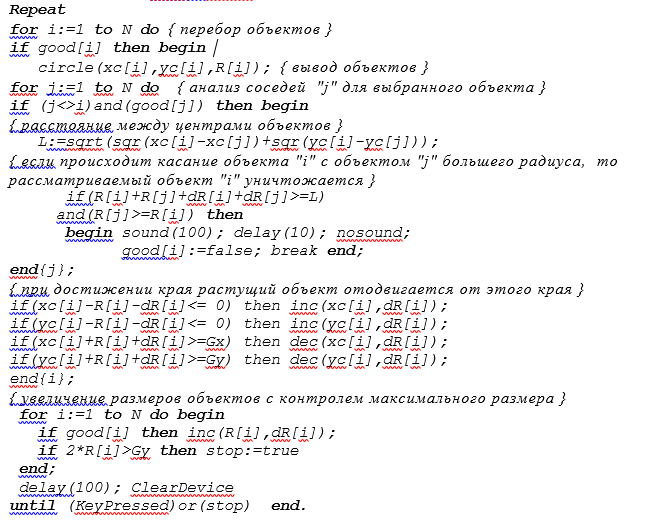 Repeat
for i:=1 to N do { перебор объектов }
if good[i] then begin
circle(xc[i],yc[i],R[i]); { вывод объектов }
for j:=1 to N do { анализ соседей "j" для выбранного объекта }
if (j<>i)and(good[j]) then begin
{ расстояние между центрами объектов }
L:=sqrt(sqr(xc[i]-xc[j])+sqr(yc[i]-yc[j]));
{ если происходит касание объекта "i" с объектом "j" большего радиуса, то
рассматриваемый объект "i" уничтожается }
if(R[i]+R[j]+dR[i]+dR[j]>=L)
and(R[j]>=R[i]) then
begin sound(100); delay(10); nosound;
good[i]:=false; break end;
end{j};
{ при достижении края растущий объект отодвигается от этого края }
if(xc[i]-R[i]-dR[i]<= 0) then inc(xc[i],dR[i]);
if(yc[i]-R[i]-dR[i]<= 0) then inc(yc[i],dR[i]);
if(xc[i]+R[i]+dR[i]>=Gx) then dec(xc[i],dR[i]);
if(yc[i]+R[i]+dR[i]>=Gy) then dec(yc[i],dR[i]);
end{i};
{ увеличение размеров объектов с контролем максимального размера }
for i:=1 to N do begin
if good[i] then inc(R[i],dR[i]);
if 2*R[i]>Gy then stop:=true
end;
delay(100); ClearDevice
until (KeyPressed)or(stop) end.